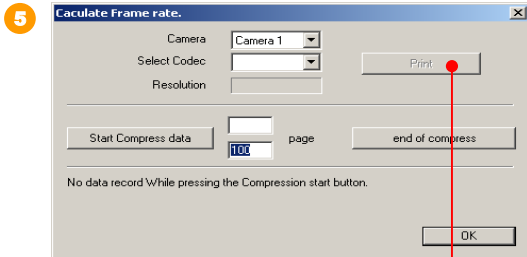 5
Caculate Frame rate.
Camera
Camera 1
Select Codec
Print
Resolution
Start Compress data
100
page
end of compress
No data record While pressing the Compression start button.
OK